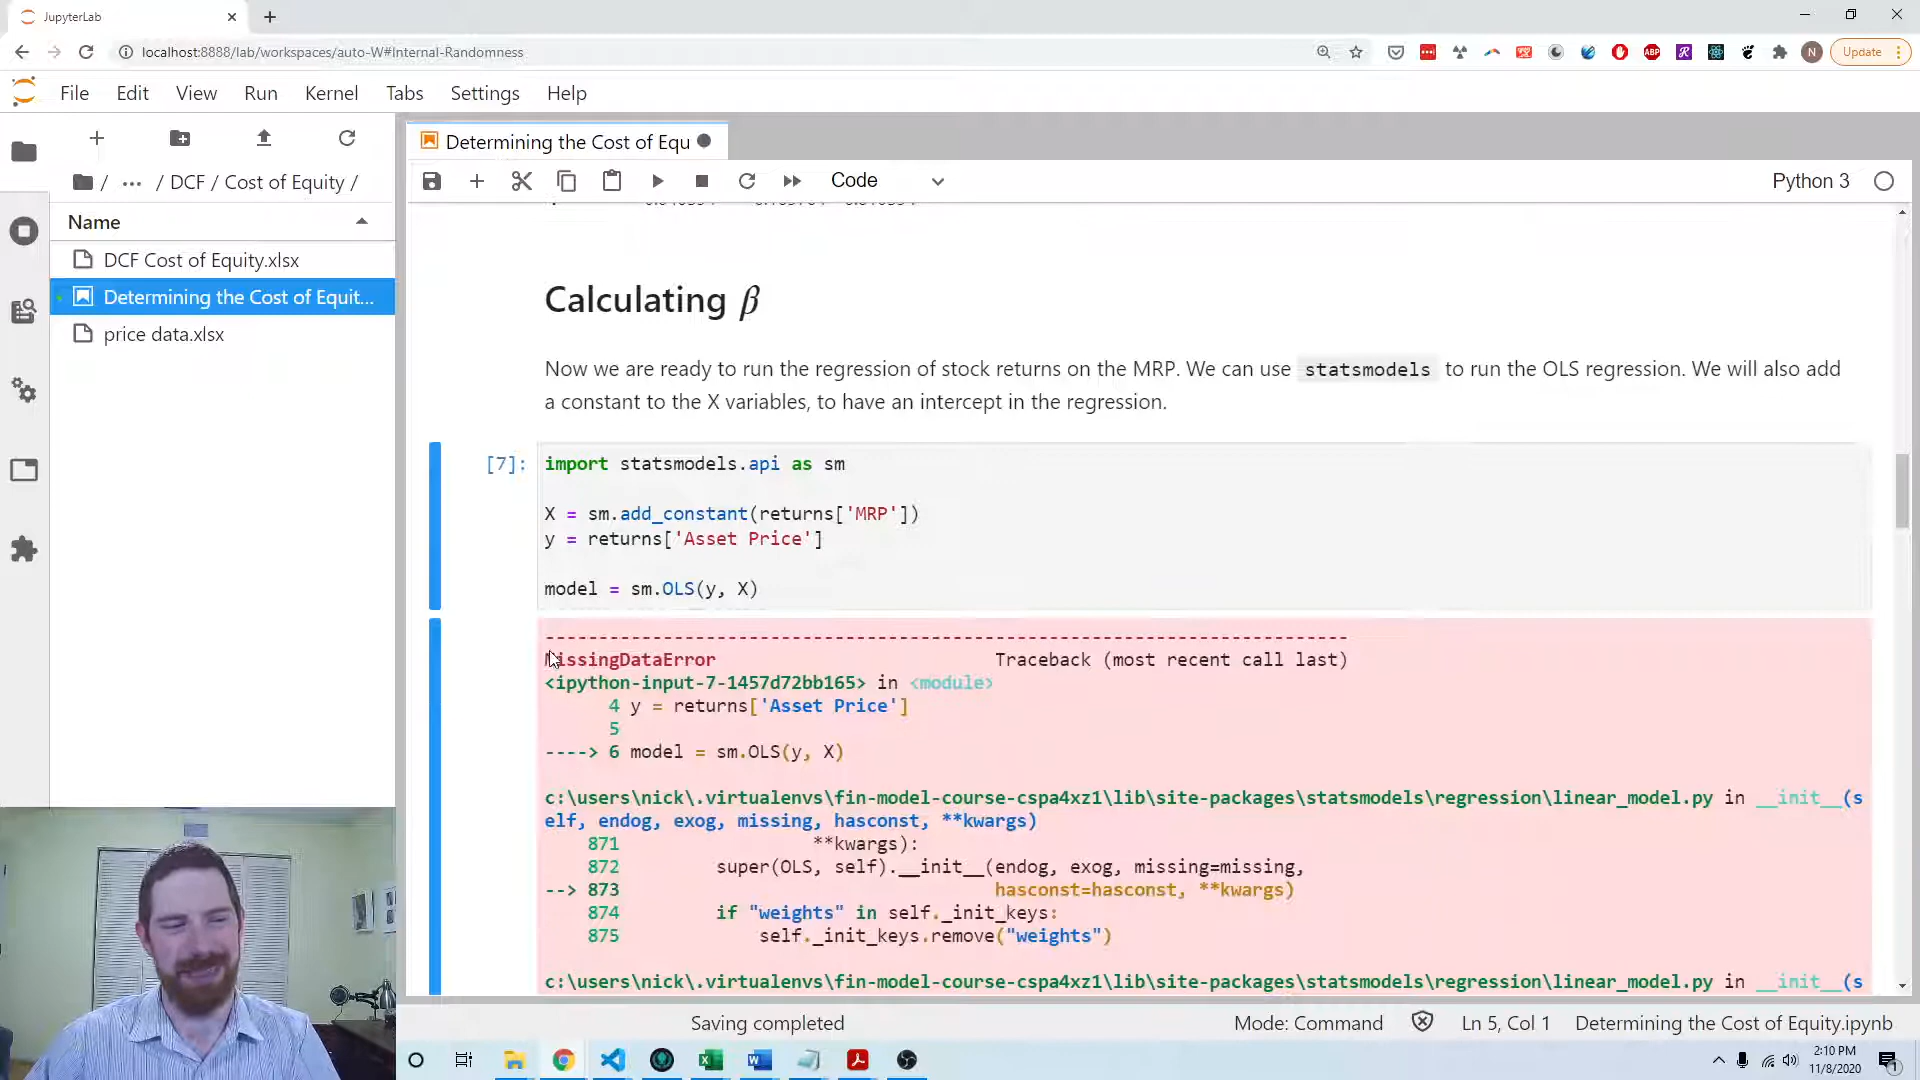 JupyterLab
localhost:8888/lab/workspaces/auto-W#Internal-Randomness
ABP
N
Update
File Edit View Run Kernel Tabs Settings Help
Determining the Cost of Equ
/ ... / DCF / Cost of Equity /
Code
Python 3
Name
DCF Cost of Equity.xlsx
Determining the Cost of Equit...
price data.xlsx
Calculating β
Now we are ready to run the regression of stock returns on the MRP. We can use statsmodels to run the OLS regression. We will also add
a constant to the X variables, to have an intercept in the regression.
[7]:
import statsmodels.api as sm
X = sm.add_constant(returns['MRP'])
y = returns['Asset Price']
model = sm.OLS(y, X)
---------------------------------------------------------------------------
MissingDataError Traceback (most recent call last)
<ipython-input-7-1457d72bb165> in <module>
4 y = returns['Asset Price']
5
----> 6 model = sm.OLS(y, X)
c:\users\nick\.virtualenvs\fin-model-course-cspa4xz1\lib\site-packages\statsmodels\regression\linear_model.py in __init__(s
elf, endog, exog, missing, hasconst, **kwargs)
871 **kwargs):
872 super(OLS, self).__init__(endog, exog, missing=missing,
--> 873 hasconst=hasconst, **kwargs)
874 if "weights" in self._init_keys:
875 self._init_keys.remove("weights")
c:\users\nick\.virtualenvs\fin-model-course-cspa4xz1\lib\site-packages\statsmodels\regression\linear_model.py in __init__(s
Saving completed
Mode: Command
Ln 5, Col 1
Determining the Cost of Equity.ipynb
2:10 PM
11/8/2020